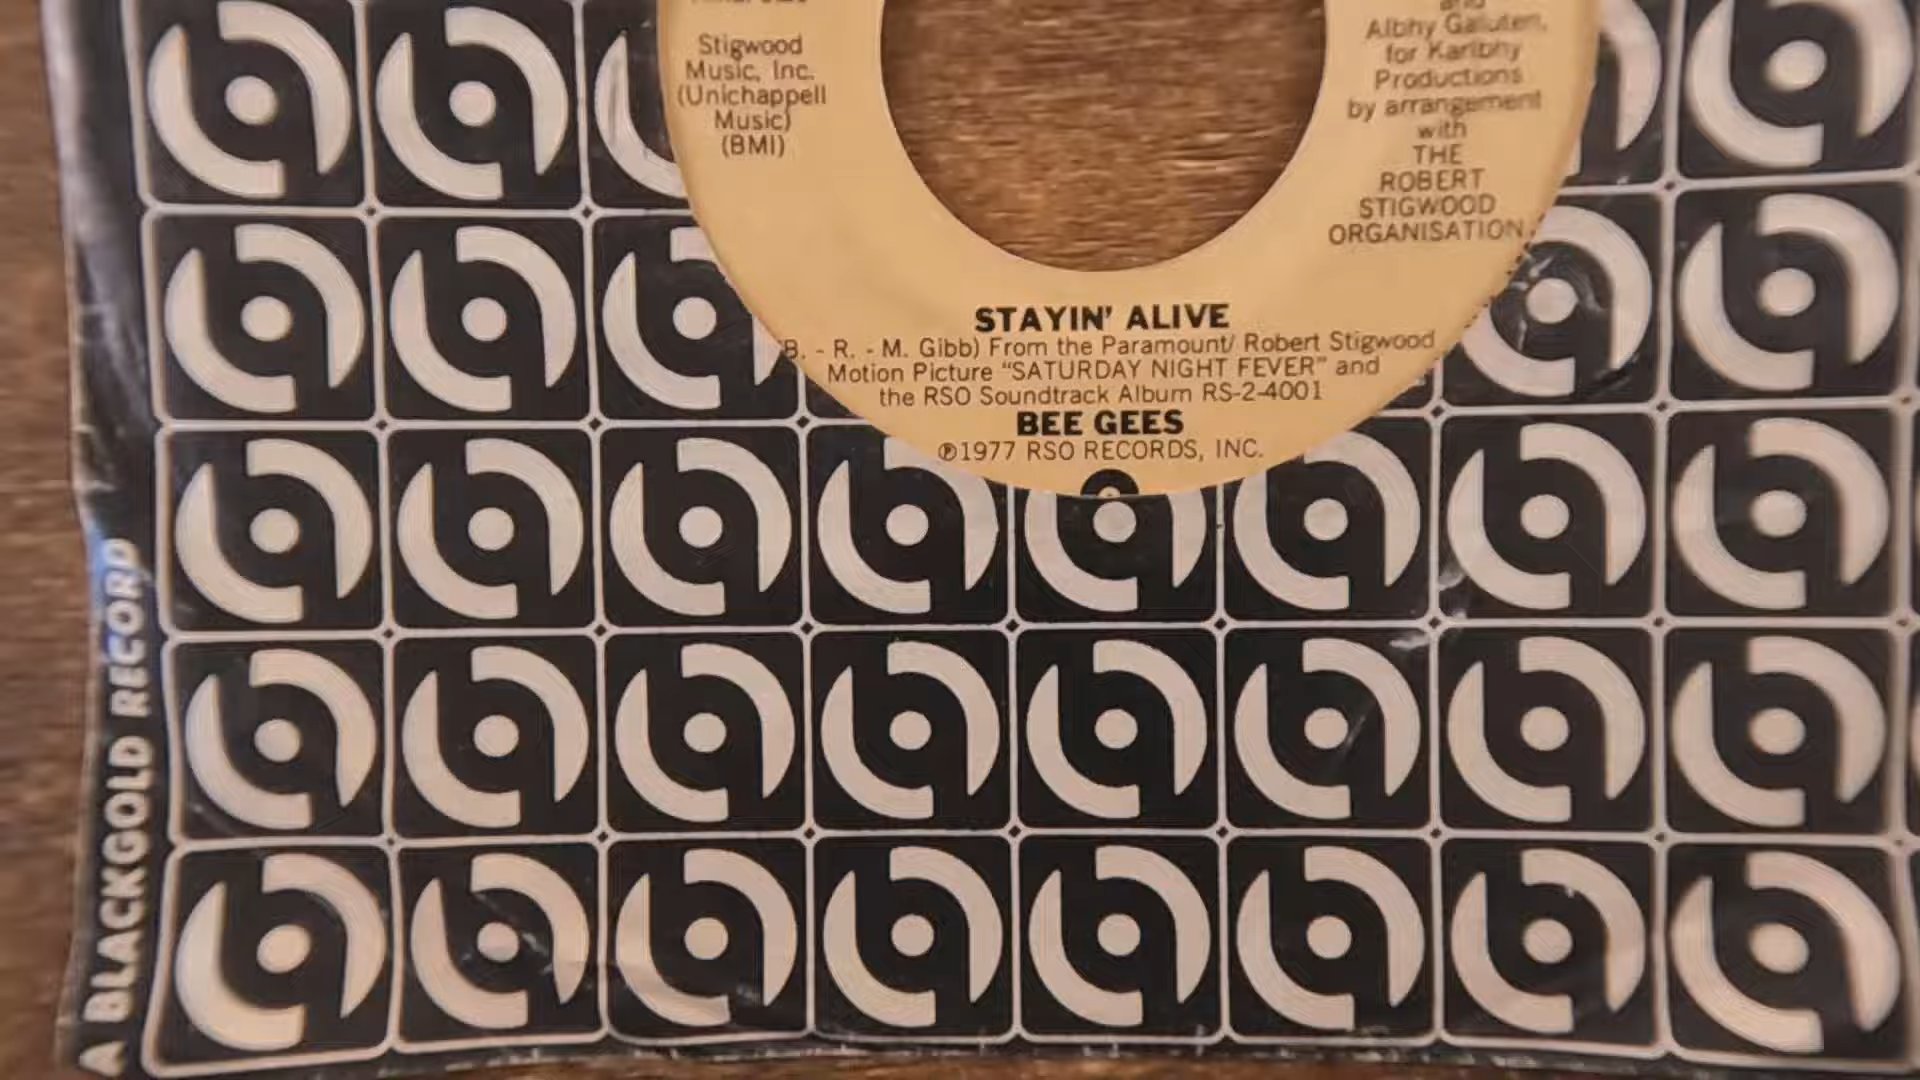 Stigwood
Music, Inc.
(Unichappell
Music)
(BMI)
and
Albhy Galuten,
for Karlbhy
Productions
by arrangement
with
THE
ROBERT
STIGWOOD
ORGANISATION.
STAYIN' ALIVE
B. - R. - M. Gibb) From the Paramount/ Robert Stigwood
Motion Picture "SATURDAY NIGHT FEVER" and
the RSO Soundtrack Album RS-2-4001
BEE GEES
℗1977 RSO RECORDS, INC.
A BLACKGOLD RECORD